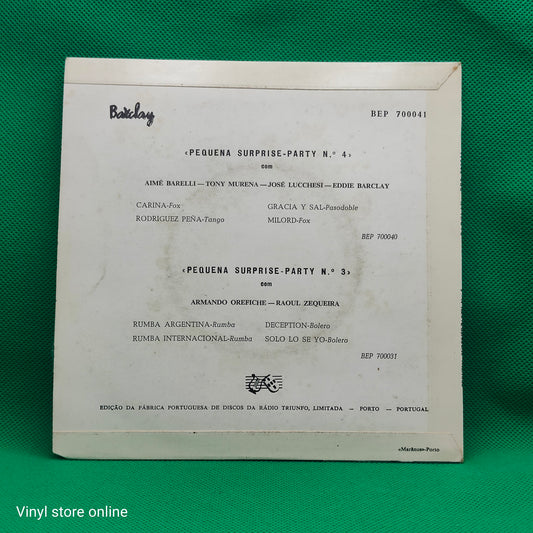 Barclay
BEP 700041
«PEQUENA SURPRISE-PARTY N.º 4»
com
AIMÉ BARELLI — TONY MURENA — JOSÉ LUCCHESI — EDDIE BARCLAY
CARINA-Fox GRACIA Y SAL-Pasodoble
RODRIGUEZ PEÑA-Tango MILORD-Fox
BEP 700040
«PEQUENA SURPRISE-PARTY N.º 3»
com
ARMANDO OREFICHE — RAOUL ZEQUEIRA
RUMBA ARGENTINA-Rumba DECEPTION-Bolero
RUMBA INTERNACIONAL-Rumba SOLO LO SE YO-Bolero
BEP 700031
EDIÇÃO DA FÁBRICA PORTUGUESA DE DISCOS DA RÁDIO TRIUNFO, LIMITADA — PORTO — PORTUGAL
«Marânus»-Porto
Vinyl store online